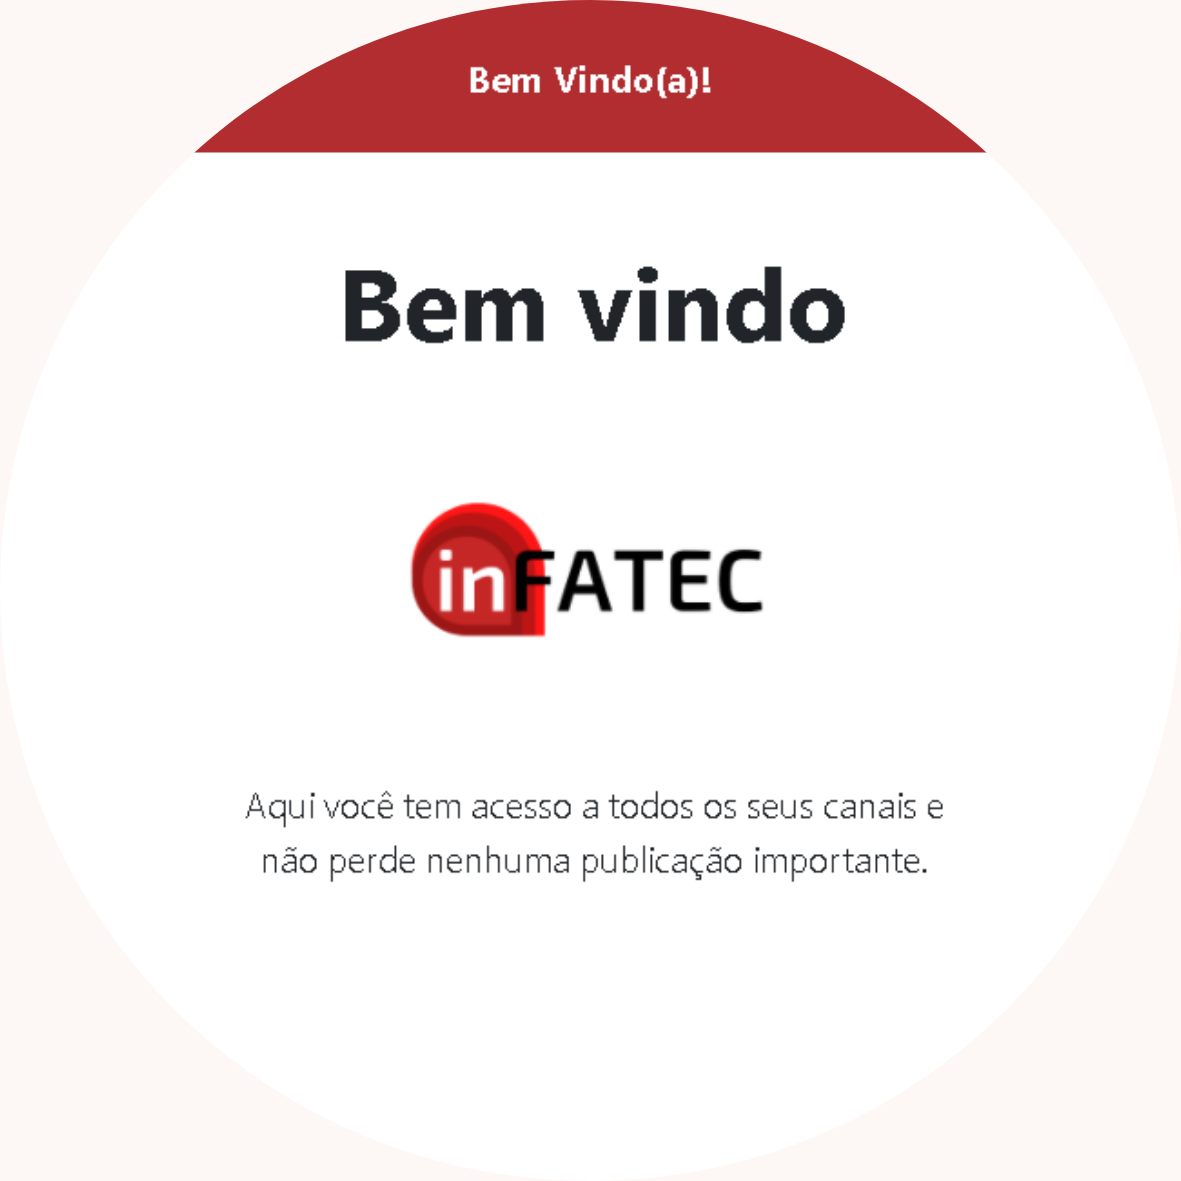 Bem Vindo(a)!
Bem vindo
inFATEC
Aqui você tem acesso a todos os seus canais e
não perde nenhuma publicação importante.